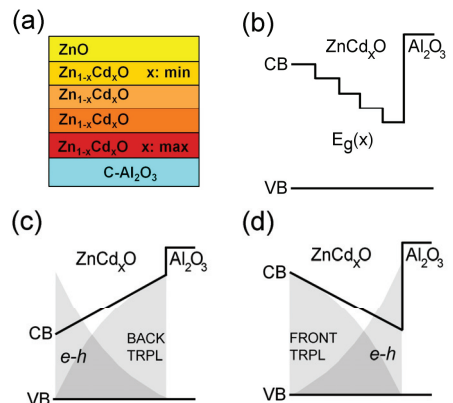 (a)
ZnO
Zn₁₋ₓCdₓO x: min
Zn₁₋ₓCdₓO
Zn₁₋ₓCdₓO
Zn₁₋ₓCdₓO x: max
C-Al₂O₃
(b)
ZnCdₓO
Al₂O₃
CB
E_g(x)
VB
(c)
ZnCdₓO
Al₂O₃
CB
e-h
BACK
TRPL
VB
(d)
ZnCdₓO
Al₂O₃
CB
FRONT
TRPL
e-h
VB